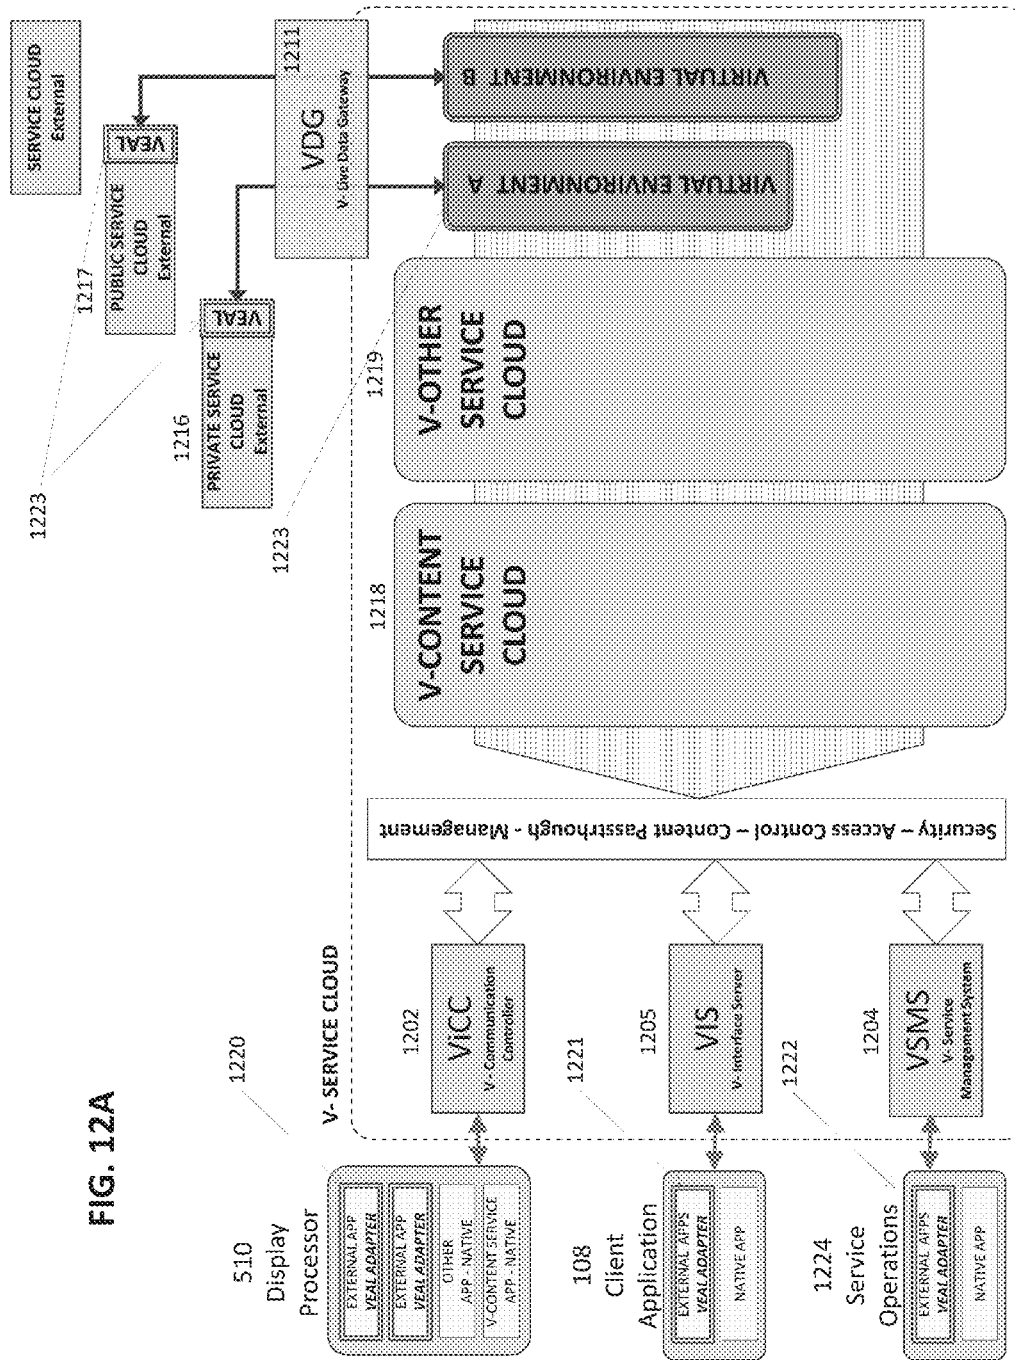 FIG. 12A
510
Display
Processor
EXTERNAL APP
VEAL ADAPTER
EXTERNAL APP
VEAL ADAPTER
OTHER
APP - NATIVE
V-CONTENT SERVICE
APP - NATIVE
1220
108
Client
Application
EXTERNAL APPS
VEAL ADAPTER
NATIVE APP
1221
1224
Service
Operations
EXTERNAL APPS
VEAL ADAPTER
NATIVE APP
1222
V- SERVICE CLOUD
1202
ViCC
V - Communication
Controller
1205
VIS
V- Interface Server
1204
VSMS
V - Service
Management System
Security – Access Control – Content Passtrhough - Management
1218
V-CONTENT
SERVICE
CLOUD
1219
V-OTHER
SERVICE
CLOUD
1223
VIRTUAL ENVIRONMENT A
VIRTUAL ENVIRONMENT B
VDG
V - Live Data Gateway
1211
1223
1216
PRIVATE SERVICE
CLOUD
External
VEAL
1217
PUBLIC SERVICE
CLOUD
External
VEAL
SERVICE CLOUD
External